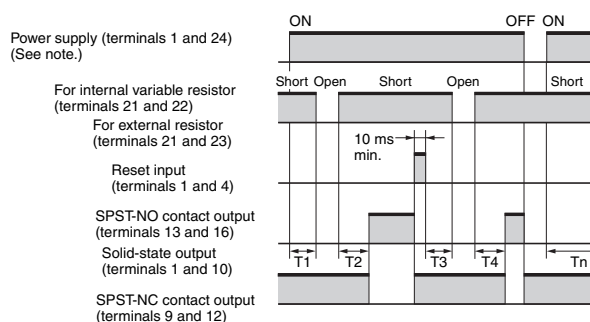 ON OFF ON
Power supply (terminals 1 and 24)
(See note.)
Short Open Short Open Short
For internal variable resistor
(terminals 21 and 22)
For external resistor
(terminals 21 and 23)
10 ms
min.
Reset input
(terminals 1 and 4)
SPST-NO contact output
(terminals 13 and 16)
Solid-state output
(terminals 1 and 10)
T1 T2 T3 T4 Tn
SPST-NC contact output
(terminals 9 and 12)